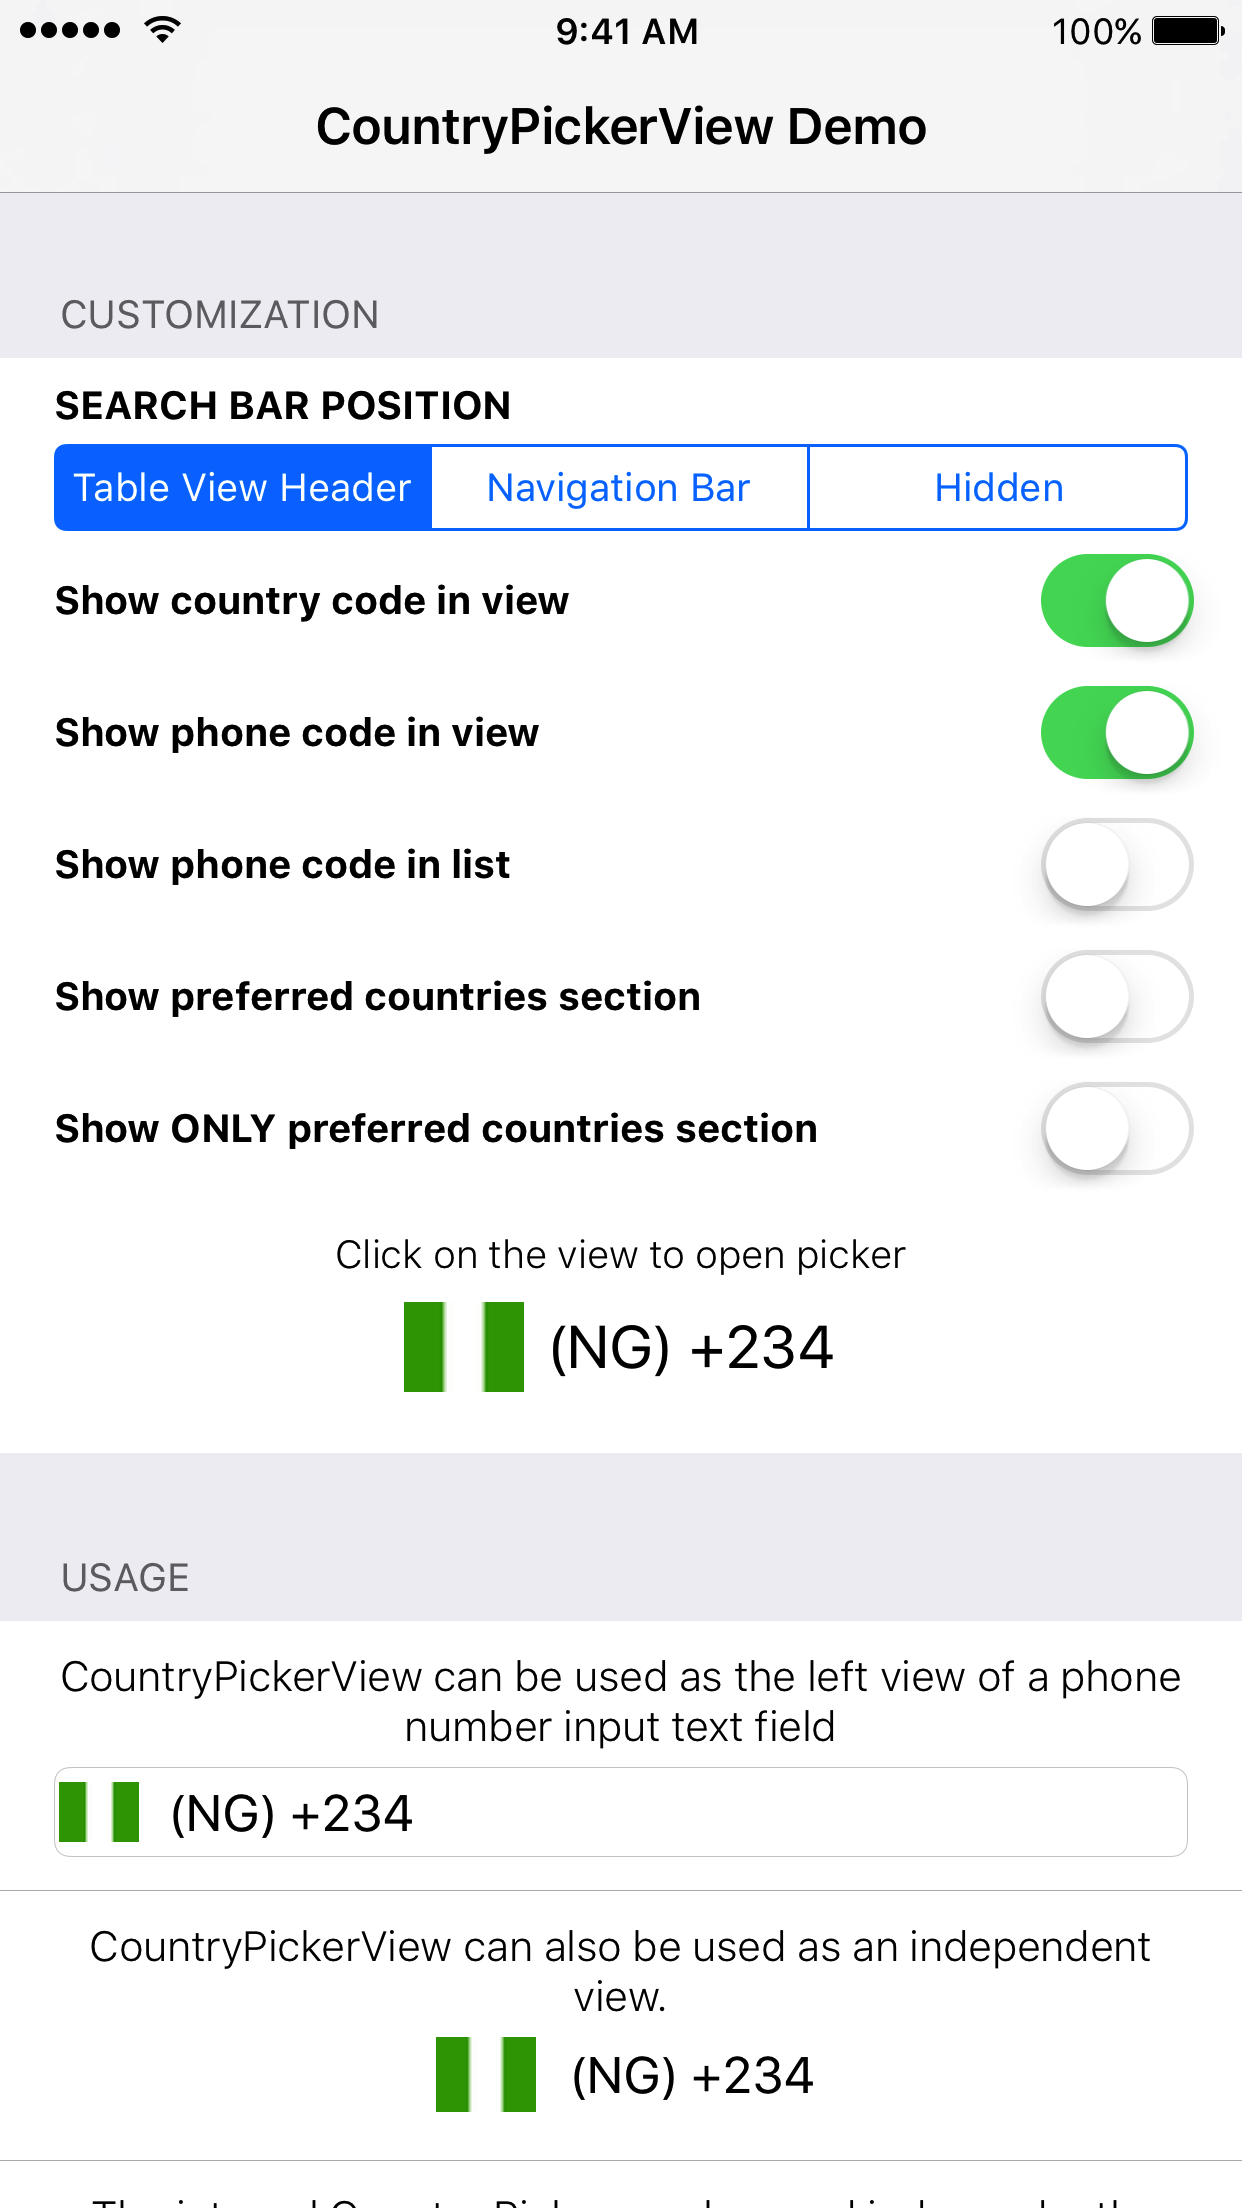 9:41 AM
100%
CountryPickerView Demo
CUSTOMIZATION
SEARCH BAR POSITION
Table View Header
Navigation Bar
Hidden
Show country code in view
Show phone code in view
Show phone code in list
Show preferred countries section
Show ONLY preferred countries section
Click on the view to open picker
(NG) +234
USAGE
CountryPickerView can be used as the left view of a phone
number input text field
(NG) +234
CountryPickerView can also be used as an independent
view.
(NG) +234